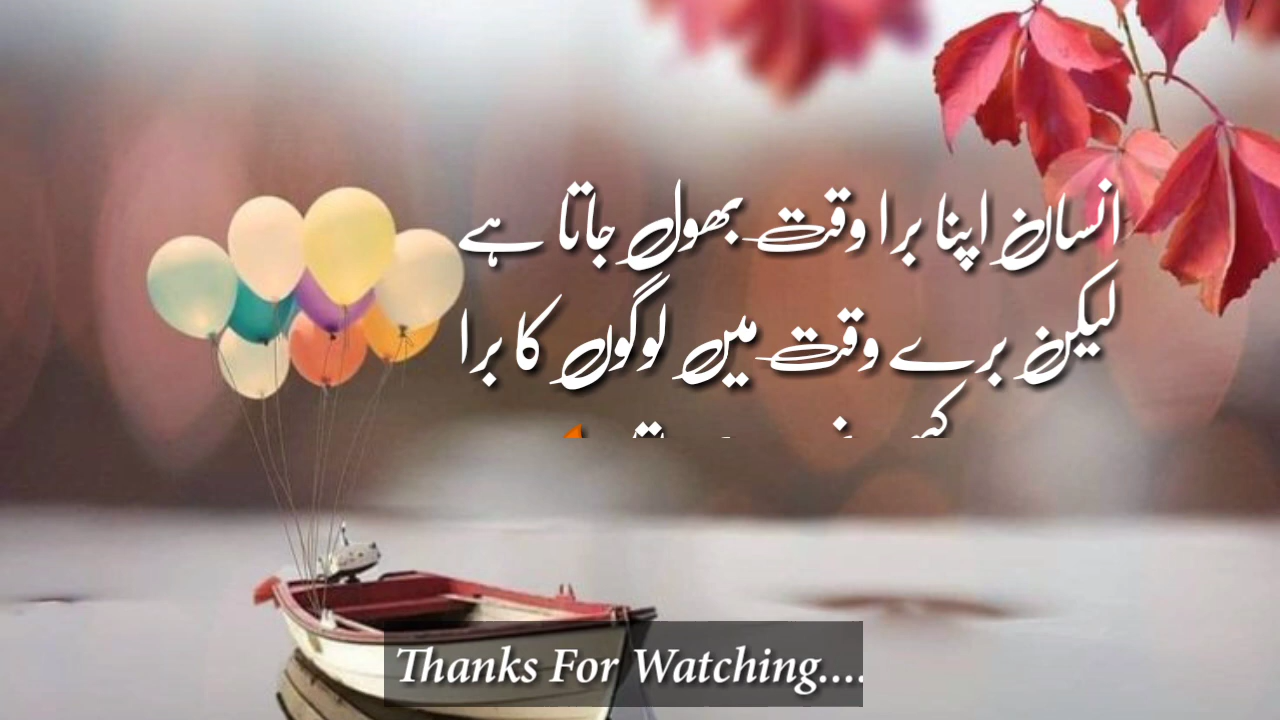 انسان اپنا برا وقت بھول جاتا ہے
لیکن برے وقت میں لوگوں کا برا
Thanks For Watching....